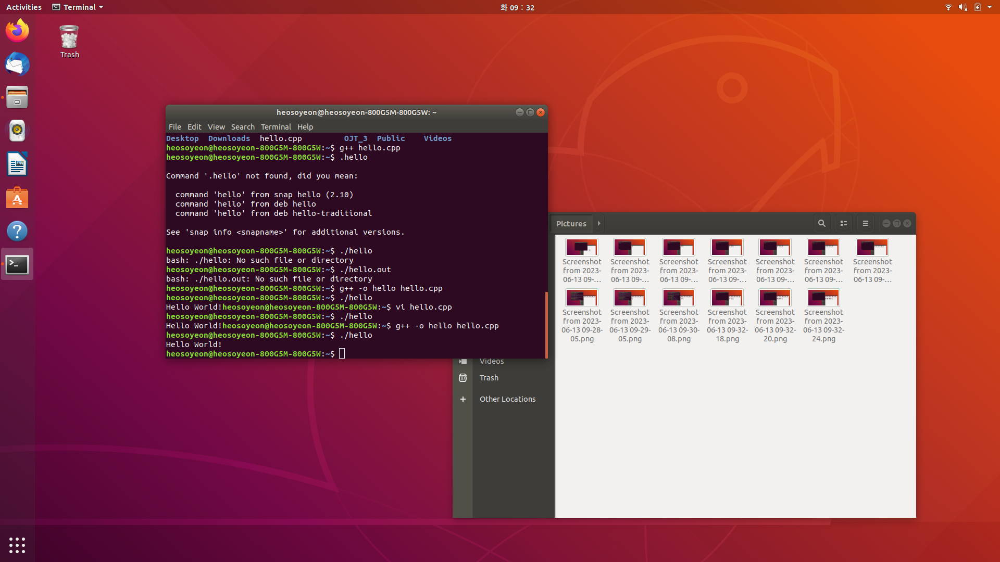 Activities
Terminal
화 09 : 32
Trash
heosoyeon@heosoyeon-800G5M-800G5W: ~
File Edit View Search Terminal Help
Desktop  Downloads  hello.cpp         OJT_3  Public    Videos
heosoyeon@heosoyeon-800G5M-800G5W:~$ g++ hello.cpp
heosoyeon@heosoyeon-800G5M-800G5W:~$ .hello
Command '.hello' not found, did you mean:
  command 'hello' from snap hello (2.10)
  command 'hello' from deb hello
  command 'hello' from deb hello-traditional
See 'snap info <snapname>' for additional versions.
heosoyeon@heosoyeon-800G5M-800G5W:~$ ./hello
bash: ./hello: No such file or directory
heosoyeon@heosoyeon-800G5M-800G5W:~$ ./hello.out
bash: ./hello.out: No such file or directory
heosoyeon@heosoyeon-800G5M-800G5W:~$ g++ -o hello hello.cpp
heosoyeon@heosoyeon-800G5M-800G5W:~$ ./hello
Hello World!heosoyeon@heosoyeon-800G5M-800G5W:~$ vi hello.cpp
heosoyeon@heosoyeon-800G5M-800G5W:~$ ./hello
Hello World!heosoyeon@heosoyeon-800G5M-800G5W:~$ g++ -o hello hello.cpp
heosoyeon@heosoyeon-800G5M-800G5W:~$ ./hello
Hello World!
heosoyeon@heosoyeon-800G5M-800G5W:~$
Pictures
Screenshot
from 2023-
06-13 09-…
Screenshot
from 2023-
06-13 09-…
Screenshot
from 2023-
06-13 09-…
Screenshot
from 2023-
06-13 09-…
Screenshot
from 2023-
06-13 09-…
Screenshot
from 2023-
06-13 09-…
Screenshot
from 2023-
06-13 09-…
Screenshot
from 2023-
06-13 09-28-
05.png
Screenshot
from 2023-
06-13 09-29-
05.png
Screenshot
from 2023-
06-13 09-30-
08.png
Screenshot
from 2023-
06-13 09-32-
18.png
Screenshot
from 2023-
06-13 09-32-
20.png
Screenshot
from 2023-
06-13 09-32-
24.png
Videos
Trash
Other Locations